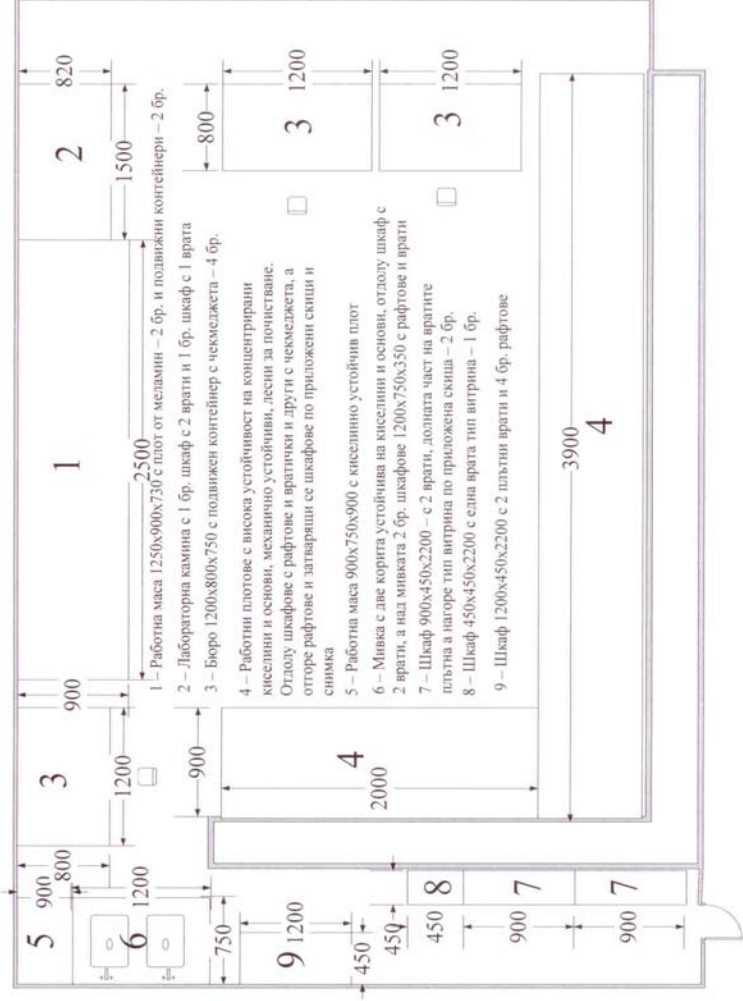 5
900
6
1200
750
9
1200
450
450
8
450
7
900
7
900
3
800
1200
900
1
2500
2
820
1500
1 – Работна маса 1250x900x730 с плот от меламин – 2 бр. и подвижни контейнери – 2 бр.
2 – Лабораторна камина с 1 бр. шкаф с 2 врати и 1 бр. шкаф с 1 врата
3 – Бюро 1200x800x750 с подвижен контейнер с чекмеджета – 4 бр.
4 – Работни плотове с висока устойчивост на концентрирани
киселини и основи, механично устойчиви, лесни за почистване.
Отдолу шкафове с рафтове и вратички и други с чекмеджета, а
отгоре рафтове и затварящи се шкафове по приложени скици и
снимка
5 – Работна маса 900x750x900 с киселинно устойчив плот
6 – Мивка с две корита устойчива на киселини и основи, отдолу шкаф с
2 врати, а над мивката 2 бр. шкафове 1200x750x350 с рафтове и врати
7 – Шкаф 900x450x2200 – с 2 врати, долната част на вратите
плътна а нагоре тип витрина по приложена скица – 2 бр.
8 – Шкаф 450x450x2200 с една врата тип витрина – 1 бр.
9 – Шкаф 1200x450x2200 с 2 плътни врати и 4 бр. рафтове
800
3
1200
3
1200
900
4
2000
3900
4